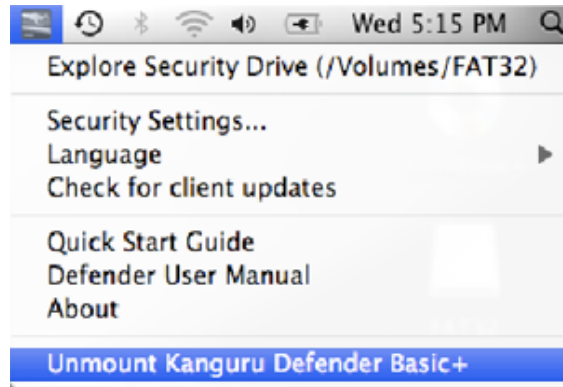 Wed 5:15 PM
Explore Security Drive (/Volumes/FAT32)
Security Settings...
Language
Check for client updates
Quick Start Guide
Defender User Manual
About
Unmount Kanguru Defender Basic+